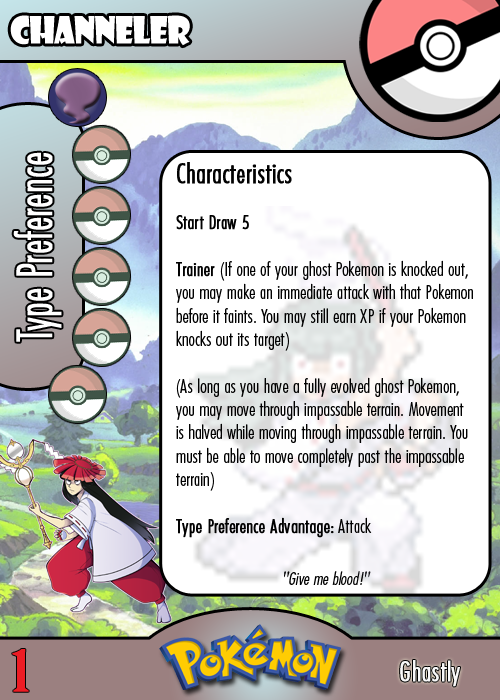 CHANNELER
Type Preference
Characteristics
Start Draw 5
Trainer (If one of your ghost Pokemon is knocked out,
you may make an immediate attack with that Pokemon
before it faints. You may still earn XP if your Pokemon
knocks out its target)
(As long as you have a fully evolved ghost Pokemon,
you may move through impassable terrain. Movement
is halved while moving through impassable terrain. You
must be able to move completely past the impassable
terrain)
Type Preference Advantage: Attack
"Give me blood!"
1
POKéMON
Ghastly